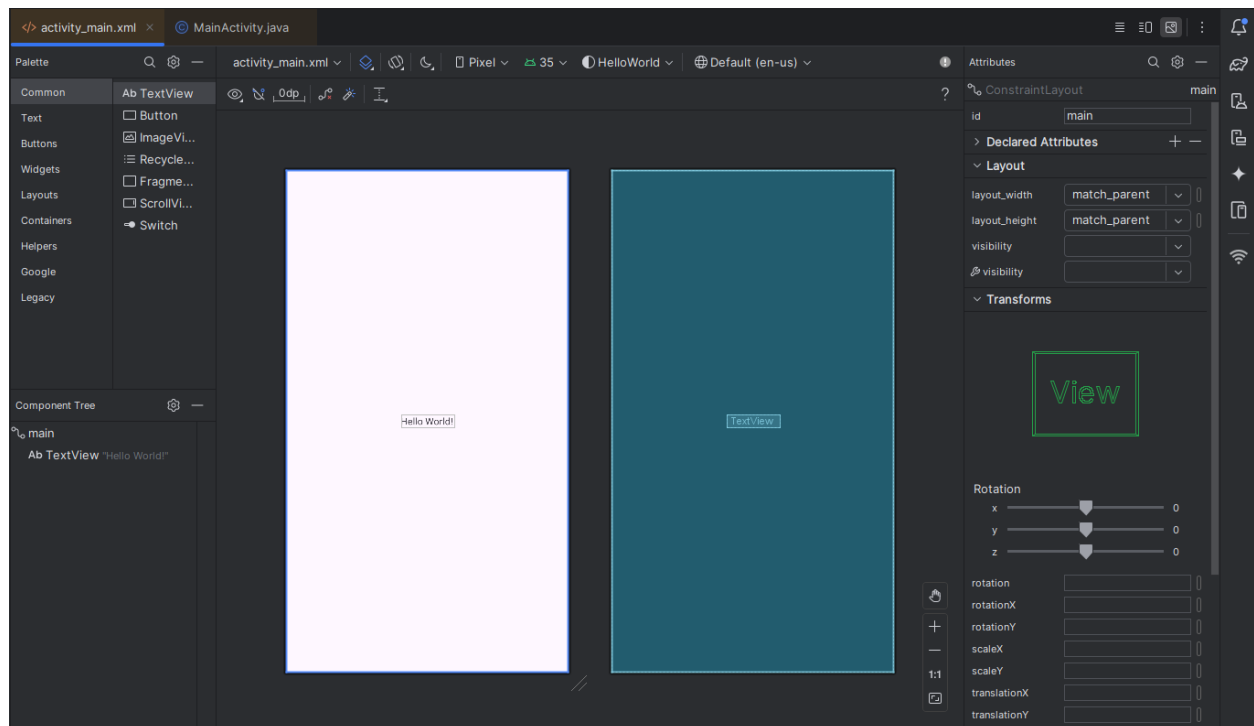 activity_main.xml
MainActivity.java
Palette
activity_main.xml
Pixel
35
HelloWorld
Default (en-us)
Attributes
Common
Text
Buttons
Widgets
Layouts
Containers
Helpers
Google
Legacy
Ab TextView
Button
ImageVi...
Recycle...
Fragme...
ScrollVi...
Switch
0dp
?
ConstraintLayout main
id main
Declared Attributes
Layout
layout_width match_parent
layout_height match_parent
visibility
visibility
Transforms
View
Hello World!
TextView
Component Tree
main
Ab TextView "Hello World!"
Rotation
x 0
y 0
z 0
rotation
rotationX
rotationY
scaleX
scaleY
translationX
translationY
1:1